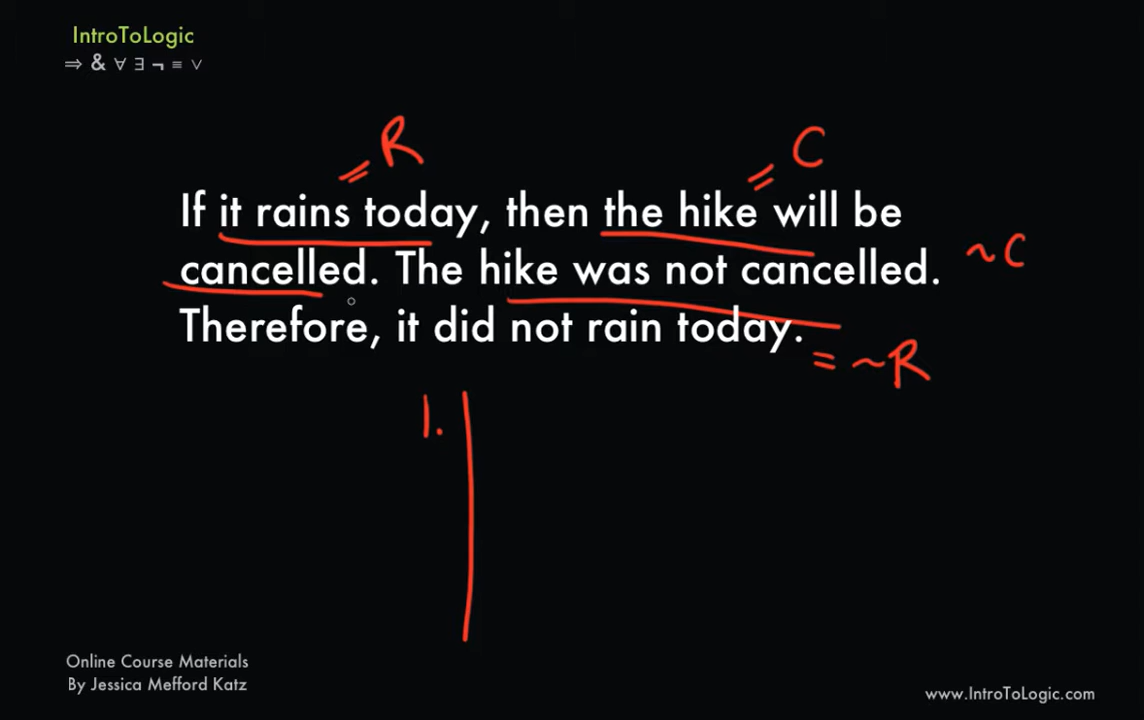 IntroToLogic
⇒ & ∀ ∃ ¬ ≡ ∨
= R
= C
If it rains today, then the hike will be
cancelled. The hike was not cancelled. ~C
Therefore, it did not rain today.
= ~R
1.
Online Course Materials
By Jessica Mefford Katz
www.IntroToLogic.com